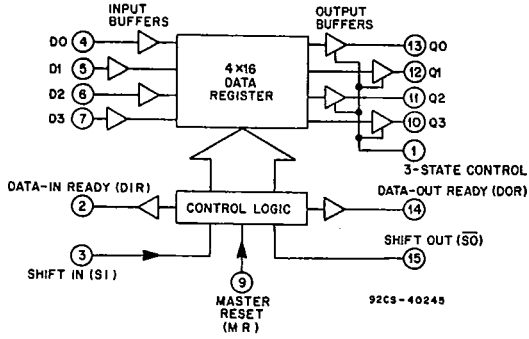 INPUT
BUFFERS
OUTPUT
BUFFERS
D0 4
13 Q0
D1 5
4×16
DATA
REGISTER
12 Q1
D2 6
11 Q2
D3 7
10 Q3
1
3-STATE CONTROL
DATA-IN READY (DIR)
DATA-OUT READY (DOR)
2
CONTROL LOGIC
14
SHIFT OUT (S̅O̅)
3
15
SHIFT IN (SI)
9
MASTER
RESET
(MR)
92CS-40245